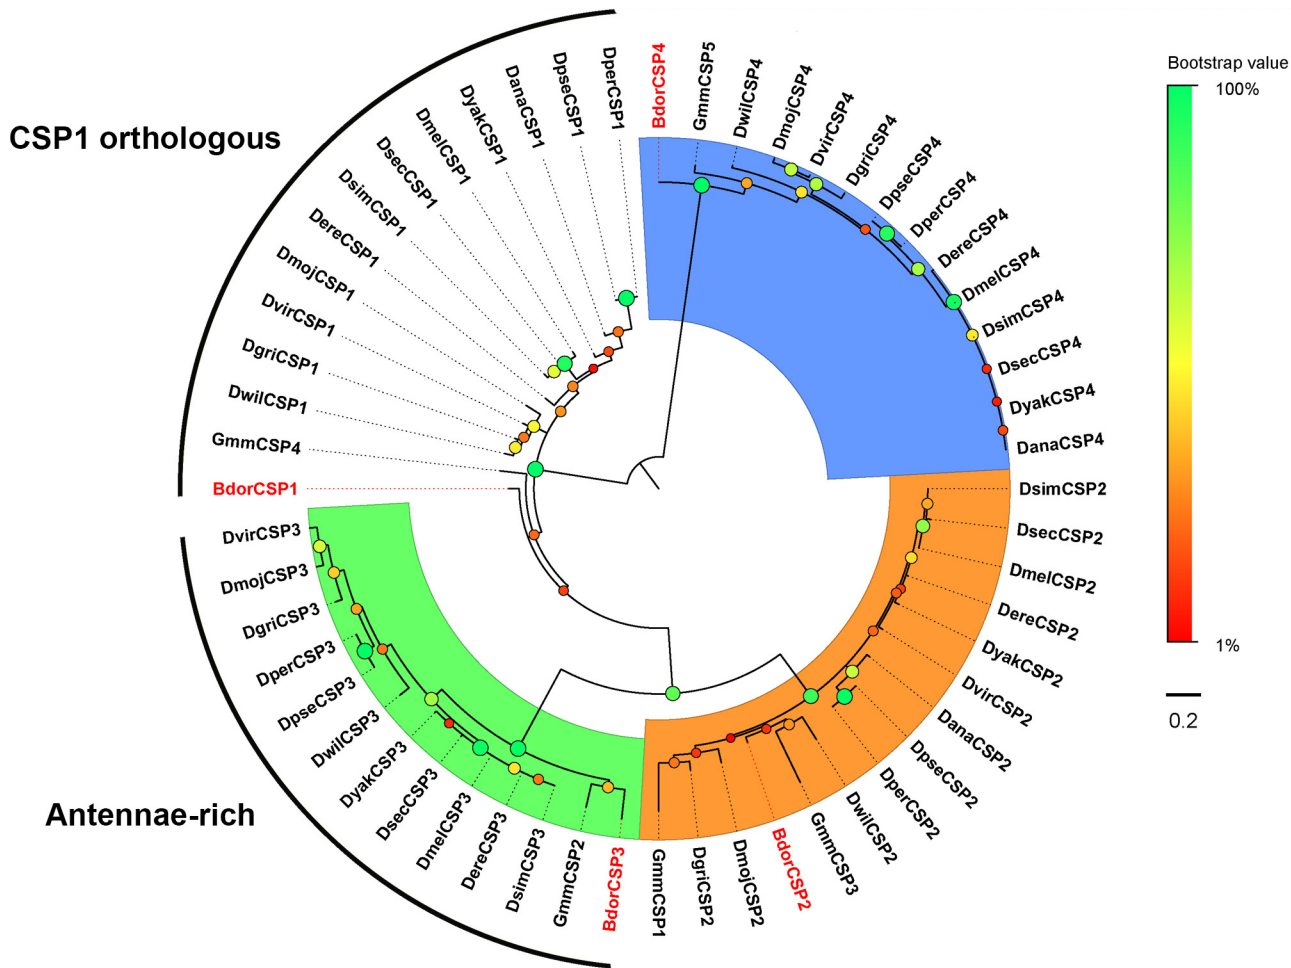 CSP1 orthologous
Antennae-rich
BdorCSP4
GmmCSP5
DwilCSP4
DmojCSP4
DvirCSP4
DgriCSP4
DpseCSP4
DperCSP4
DereCSP4
DmelCSP4
DsimCSP4
DsecCSP4
DyakCSP4
DanaCSP4
DsimCSP2
DsecCSP2
DmelCSP2
DereCSP2
DyakCSP2
DvirCSP2
DanaCSP2
DpseCSP2
DperCSP2
DwilCSP2
GmmCSP3
BdorCSP2
DmojCSP2
DgriCSP2
GmmCSP1
BdorCSP3
GmmCSP2
DsimCSP3
DereCSP3
DmelCSP3
DsecCSP3
DyakCSP3
DwilCSP3
DpseCSP3
DperCSP3
DgriCSP3
DmojCSP3
DvirCSP3
BdorCSP1
GmmCSP4
DwilCSP1
DgriCSP1
DvirCSP1
DmojCSP1
DereCSP1
DsimCSP1
DsecCSP1
DmelCSP1
DyakCSP1
DanaCSP1
DpseCSP1
DperCSP1
Bootstrap value
100%
1%
0.2